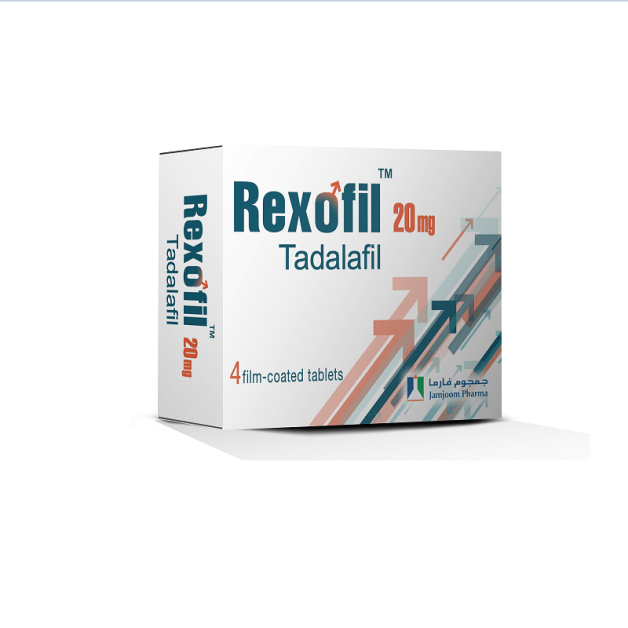 Rexofil™ 20mg
Tadalafil
4 film-coated tablets
جمجوم فارما
Jamjoom Pharma
Rexofil™ 20mg
Tadalafil